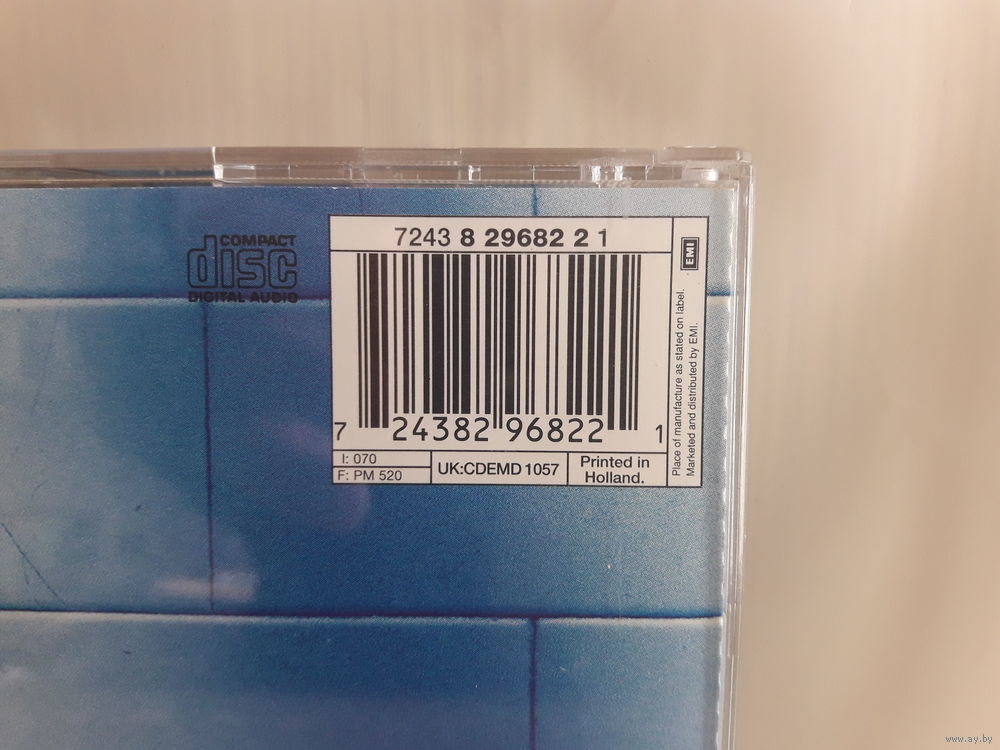 COMPACT
disc
DIGITAL AUDIO
7243 8 29682 2 1
7 24382 96822 1
I: 070
F: PM 520
UK:CDEMD 1057
Printed in
Holland.
EMI
Place of manufacture as stated on label.
Marketed and distributed by EMI.
www.ay.by